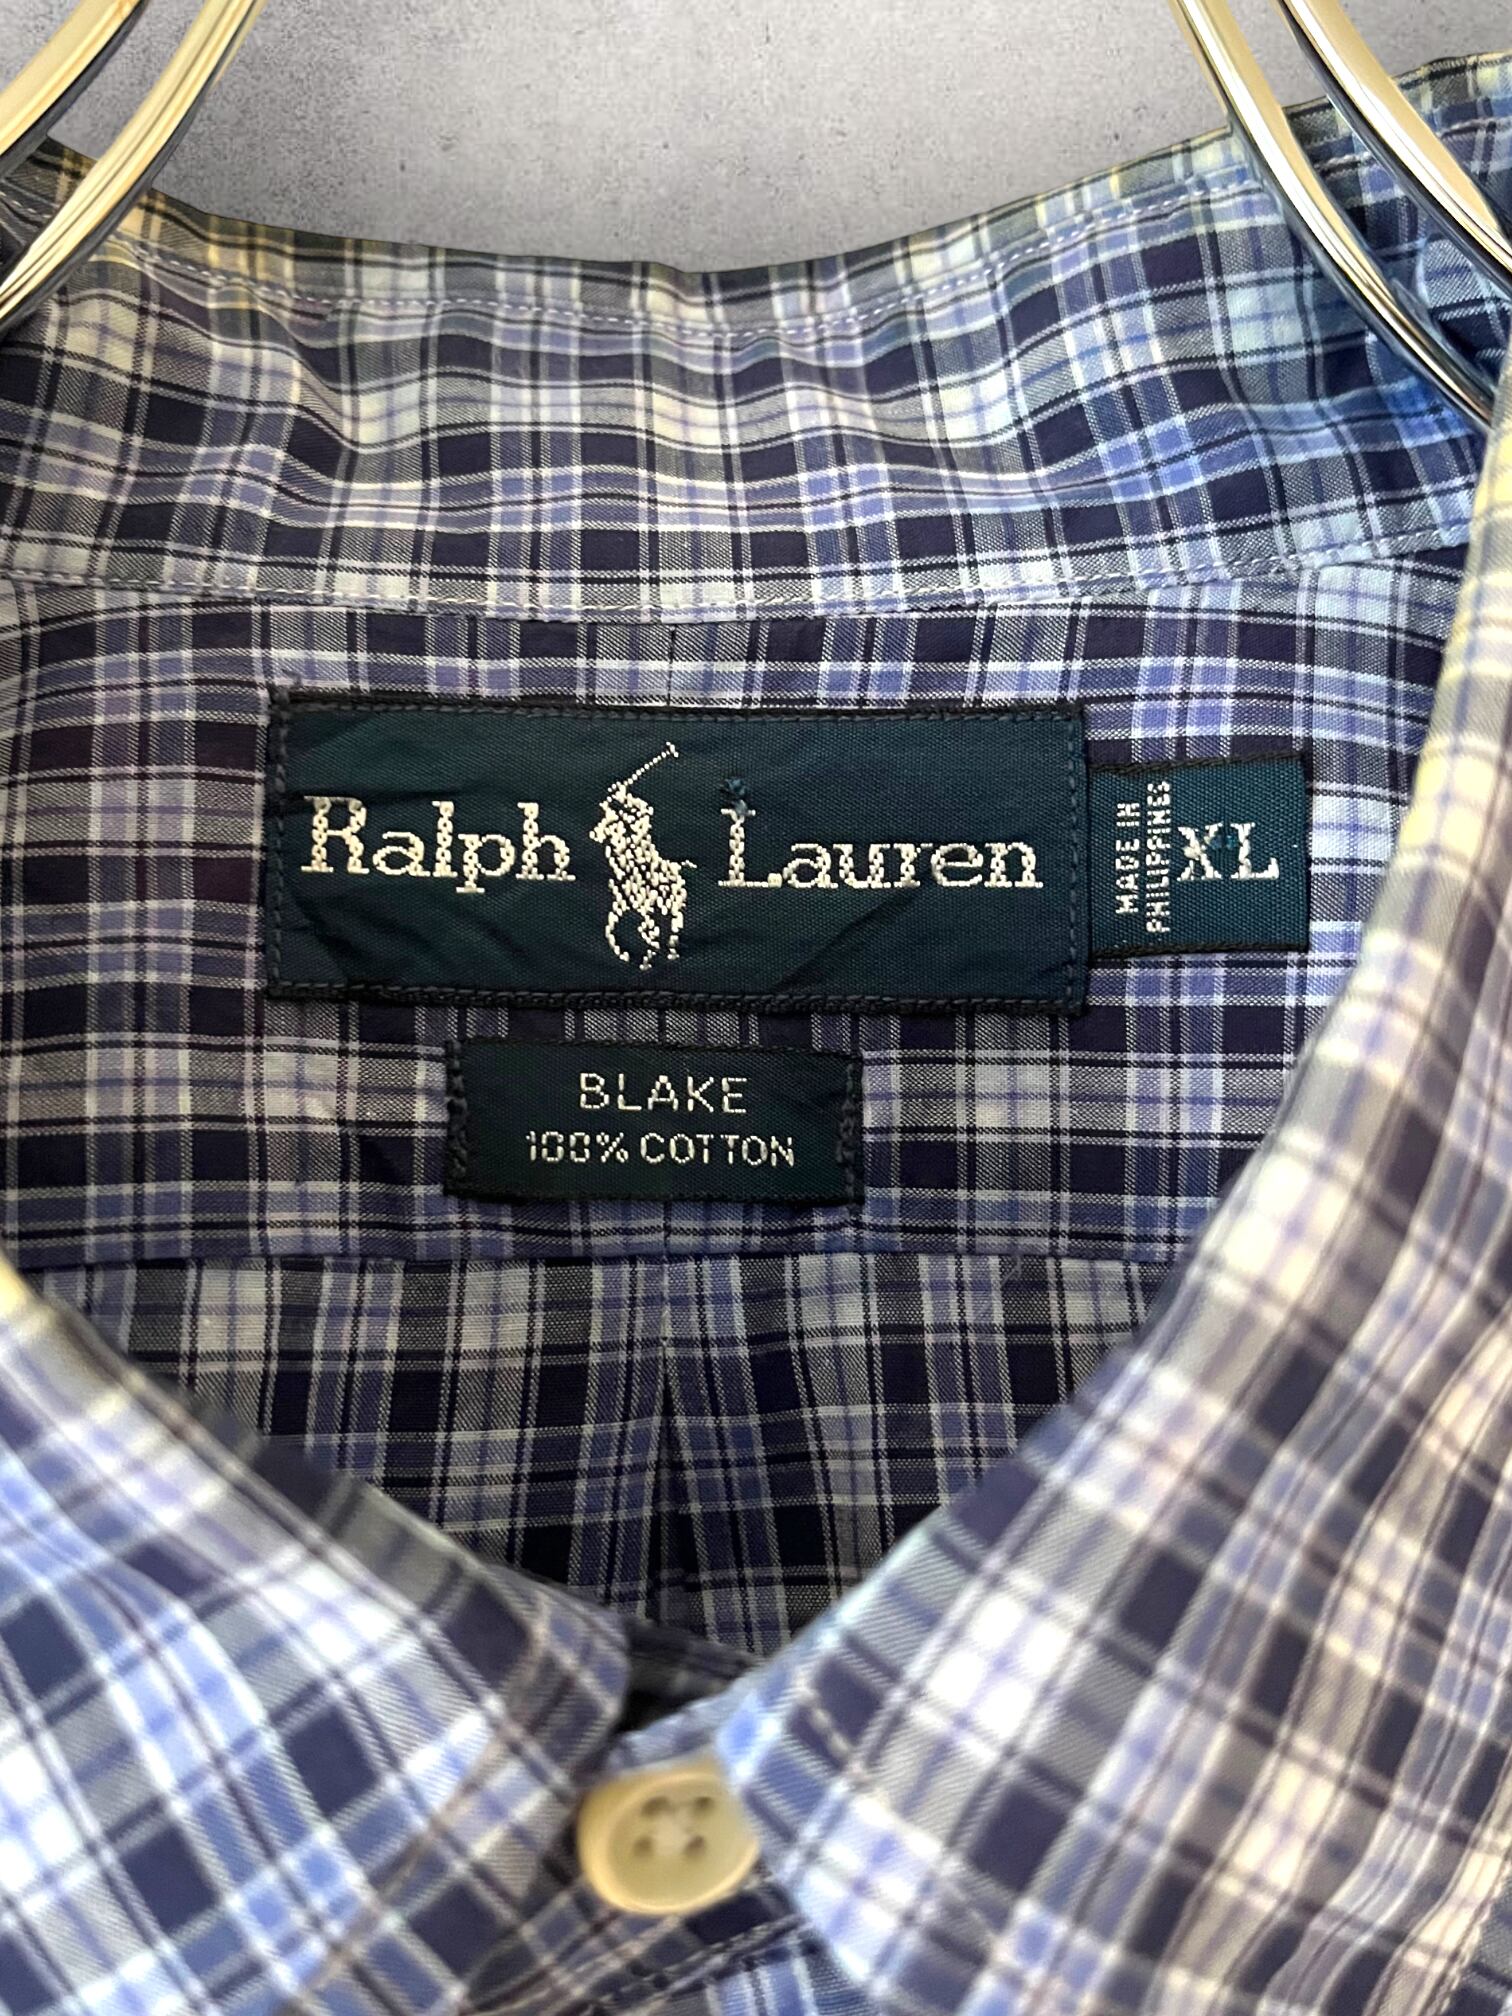 Ralph Lauren
MADE IN
PHILIPPINES
XL
BLAKE
100% COTTON